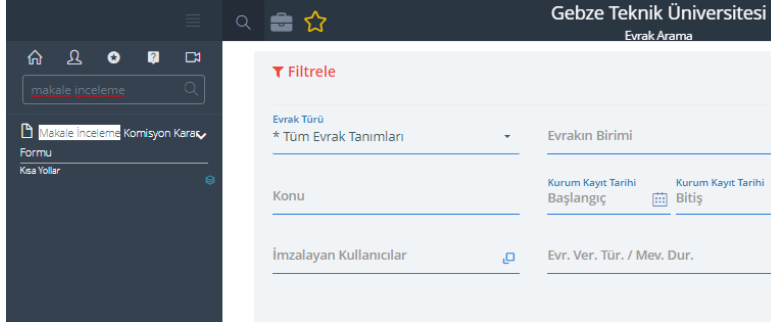 Gebze Teknik Üniversitesi
Evrak Arama
makale inceleme
Makale İnceleme Komisyon Karar
Formu
Kısa Yollar
Filtrele
Evrak Türü
* Tüm Evrak Tanımları
Evrakın Birimi
Konu
Kurum Kayıt Tarihi
Başlangıç
Kurum Kayıt Tarihi
Bitiş
İmzalayan Kullanıcılar
Evr. Ver. Tür. / Mev. Dur.